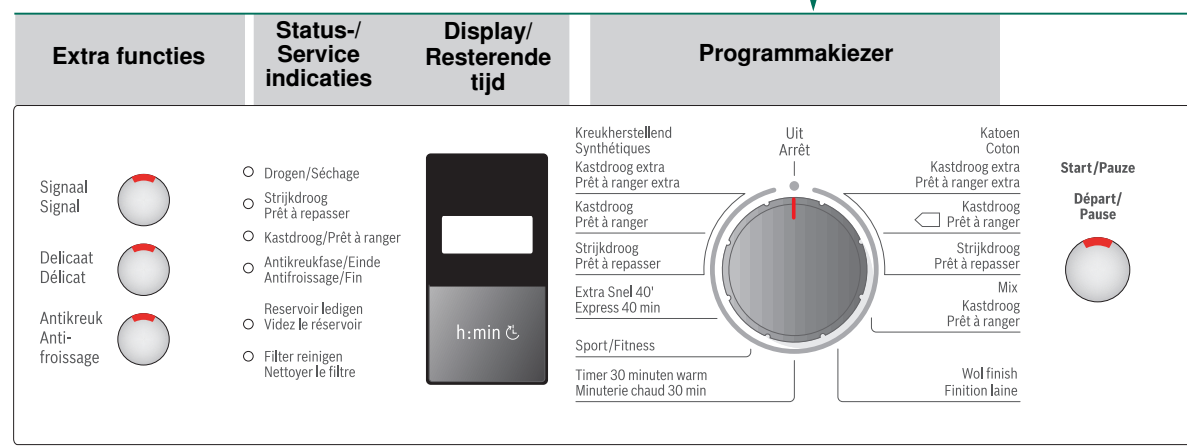 Extra functies
Status-/
Service
indicaties
Display/
Resterende
tijd
Programmakiezer
Signaal
Signal
Delicaat
Délicat
Antikreuk
Anti-
froissage
Drogen/Séchage
Strijkdroog
Prêt à repasser
Kastdroog/Prêt à ranger
Antikreukfase/Einde
Antifroissage/Fin
Reservoir ledigen
Videz le réservoir
Filter reinigen
Nettoyer le filtre
h:min
Kreukherstellend
Synthétiques
Kastdroog extra
Prêt à ranger extra
Kastdroog
Prêt à ranger
Strijkdroog
Prêt à repasser
Extra Snel 40'
Express 40 min
Sport/Fitness
Timer 30 minuten warm
Minuterie chaud 30 min
Uit
Arrêt
Katoen
Coton
Kastdroog extra
Prêt à ranger extra
Kastdroog
Prêt à ranger
Strijkdroog
Prêt à repasser
Mix
Kastdroog
Prêt à ranger
Wol finish
Finition laine
Start/Pauze
Départ/
Pause